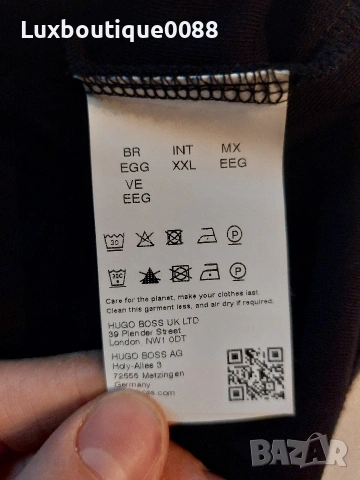 Luxboutique0088
BR INT MX
EGG XXL EEG
VE
EEG
30 P
30C P
Care for the planet, make your clothes last.
Clean this garment less, and air dry if required.
HUGO BOSS UK LTD
39 Plender Street
London NW1 0DT
HUGO BOSS AG
Holy-Allee 3
72555 Metzingen
Germany
BAZAR